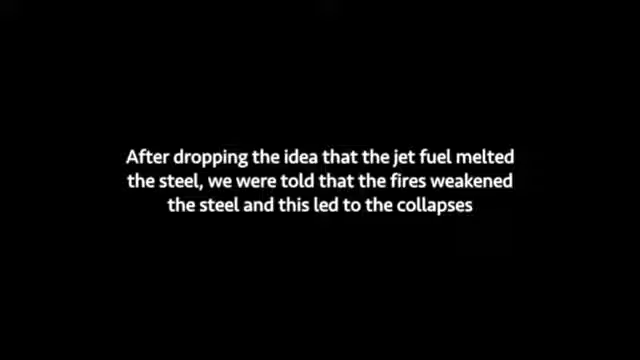 After dropping the idea that the jet fuel melted
the steel, we were told that the fires weakened
the steel and this led to the collapses